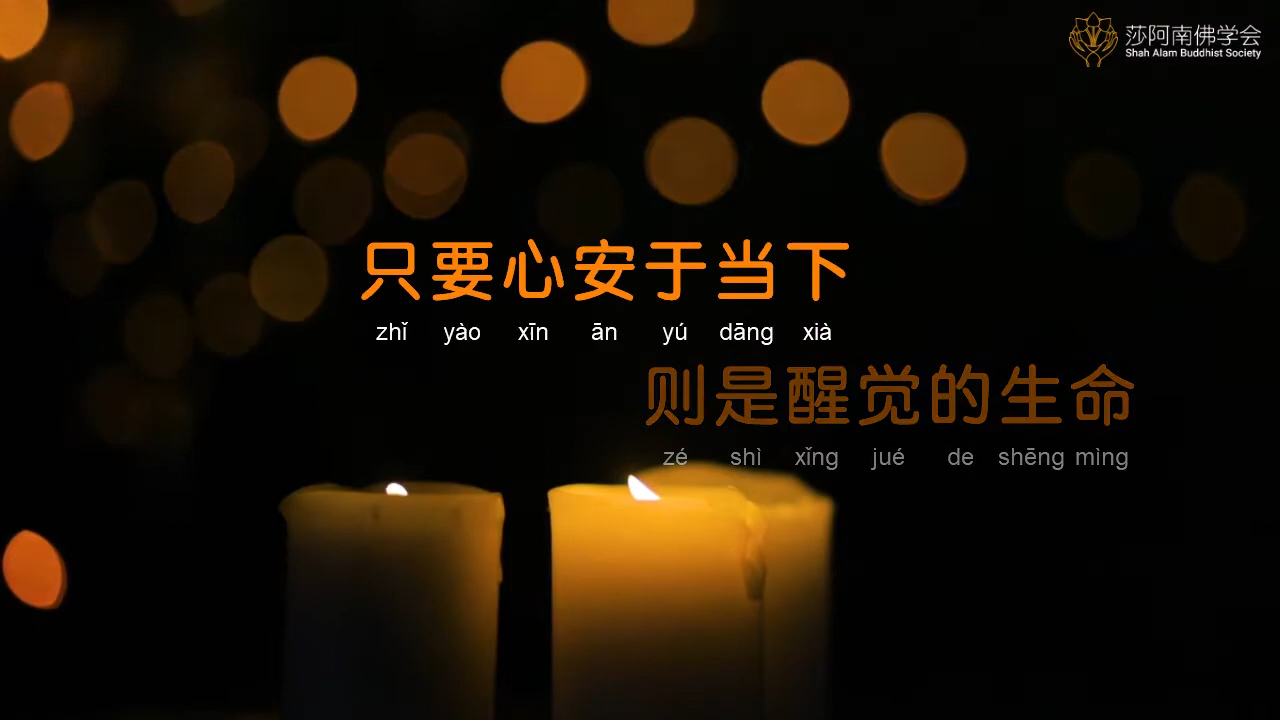 莎阿南佛学会
Shah Alam Buddhist Society
只要心安于当下
zhǐ yào xīn ān yú dāng xià
则是醒觉的生命
zé shì xǐng jué de shēng mìng